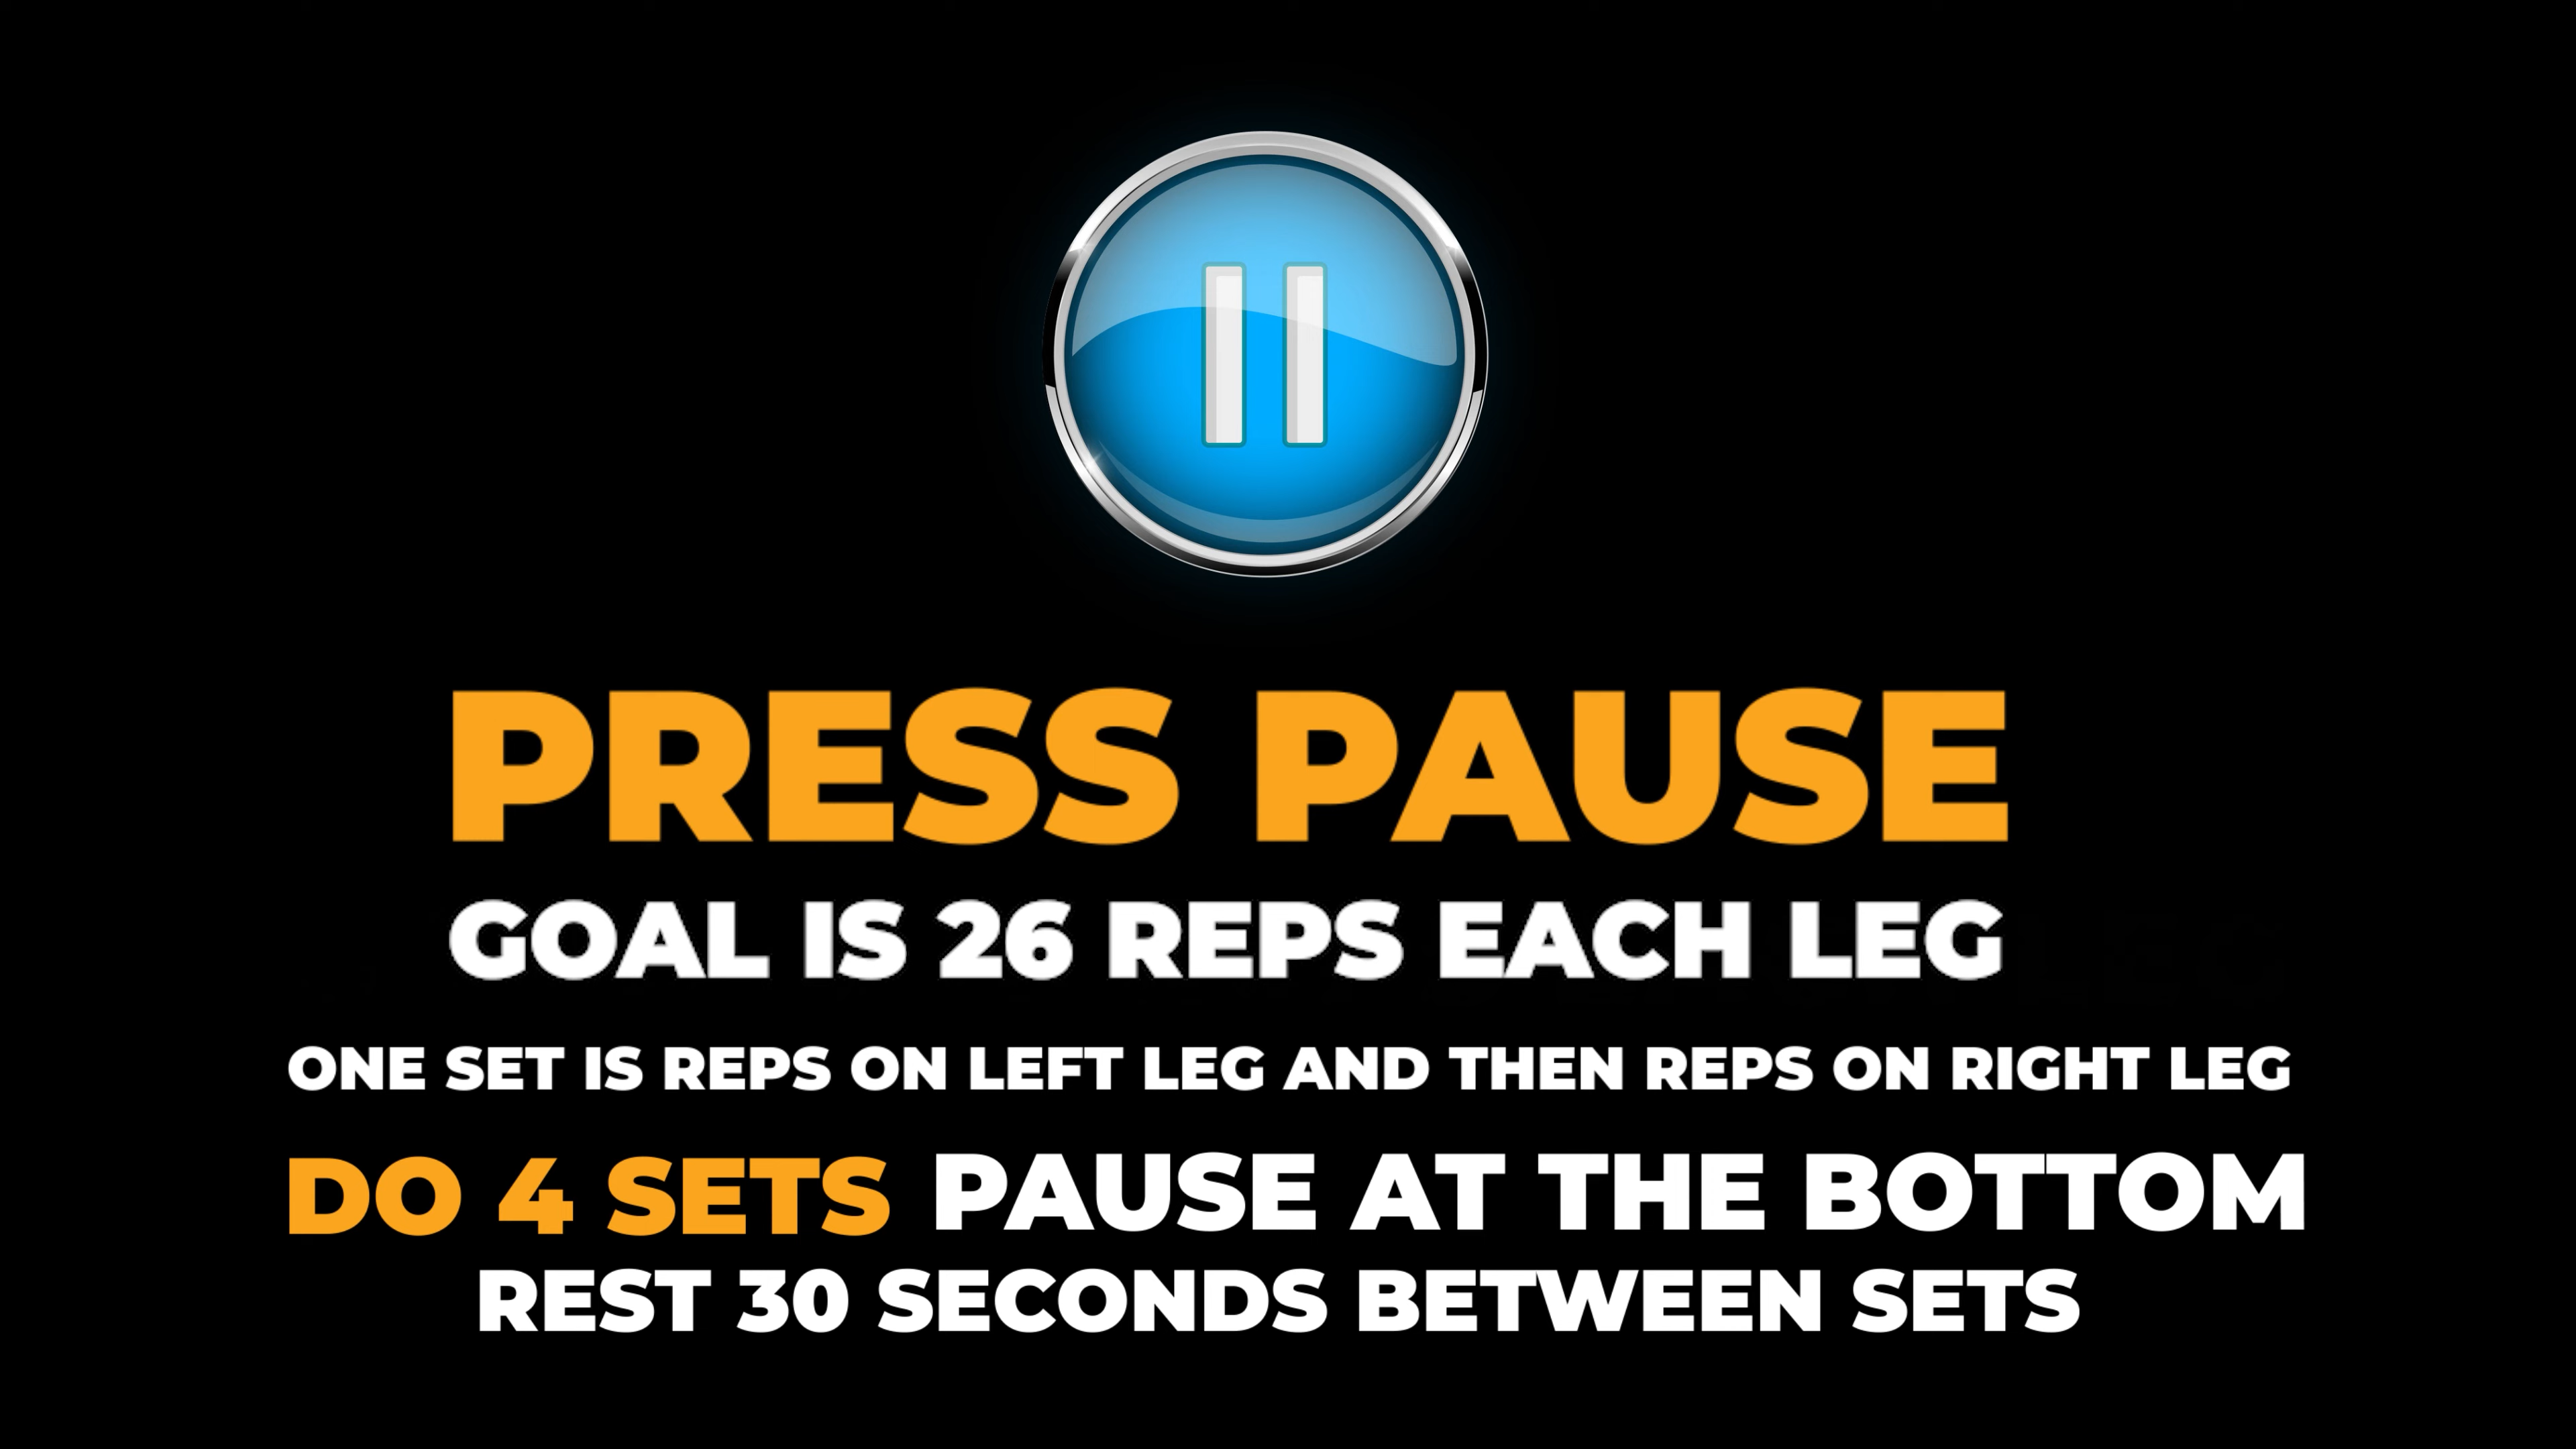 PRESS PAUSE
GOAL IS 26 REPS EACH LEG
ONE SET IS REPS ON LEFT LEG AND THEN REPS ON RIGHT LEG
DO 4 SETS PAUSE AT THE BOTTOM
REST 30 SECONDS BETWEEN SETS